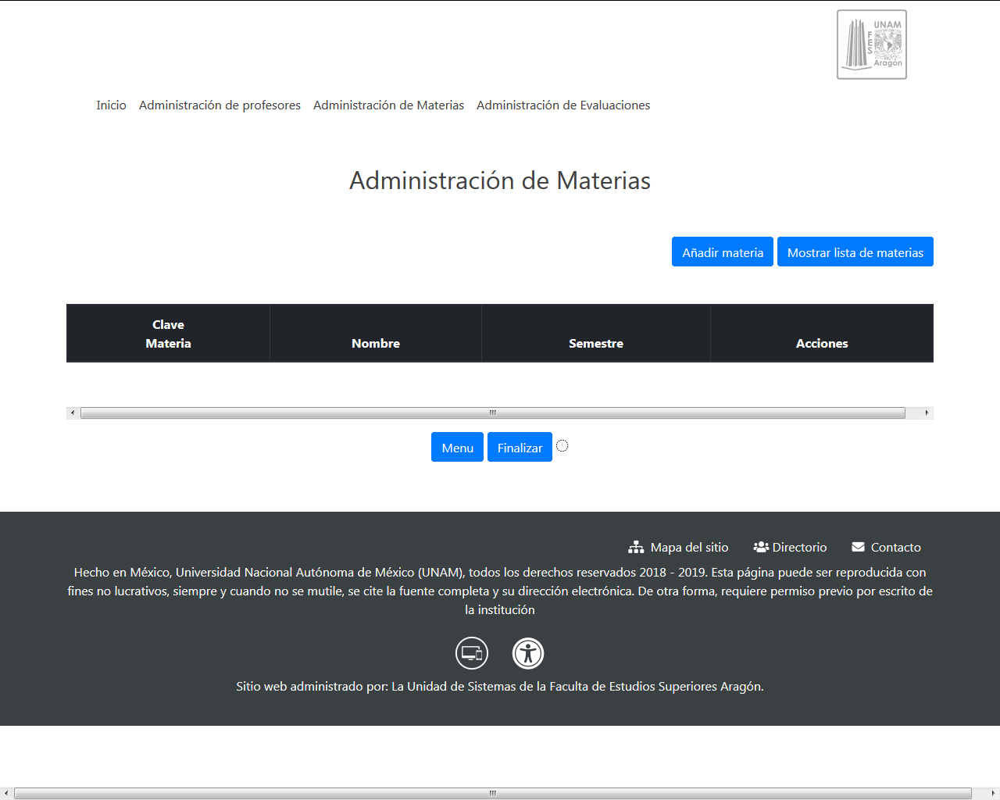 UNAM
FES
Aragón
Inicio Administración de profesores Administración de Materias Administración de Evaluaciones
Administración de Materias
Añadir materia Mostrar lista de materias
Clave
Materia Nombre Semestre Acciones
Menu Finalizar
Mapa del sitio Directorio Contacto
Hecho en México, Universidad Nacional Autónoma de México (UNAM), todos los derechos reservados 2018 - 2019. Esta página puede ser reproducida con
fines no lucrativos, siempre y cuando no se mutile, se cite la fuente completa y su dirección electrónica. De otra forma, requiere permiso previo por escrito de
la institución
Sitio web administrado por: La Unidad de Sistemas de la Faculta de Estudios Superiores Aragón.